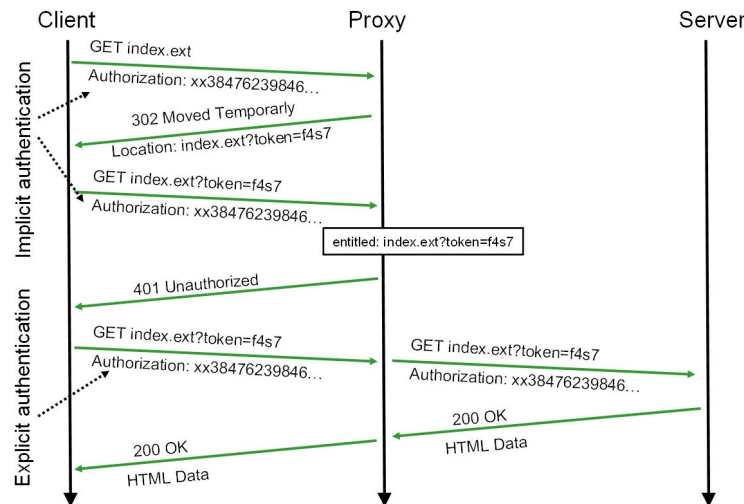 Client Proxy Server
GET index.ext
Authorization: xx38476239846…
302 Moved Temporarly
Location: index.ext?token=f4s7
GET index.ext?token=f4s7
Authorization: xx38476239846…
Implicit authentication
entitled: index.ext?token=f4s7
401 Unauthorized
GET index.ext?token=f4s7
Authorization: xx38476239846…
GET index.ext?token=f4s7
Authorization: xx38476239846…
Explicit authentication
200 OK
HTML Data
200 OK
HTML Data